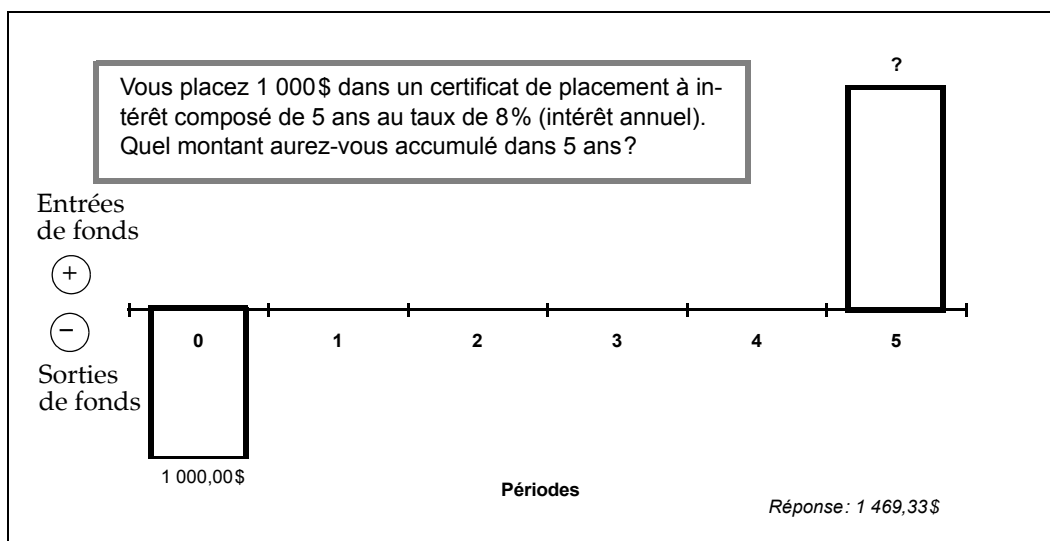 Vous placez 1 000 $ dans un certificat de placement à in-
térêt composé de 5 ans au taux de 8 % (intérêt annuel).
Quel montant aurez-vous accumulé dans 5 ans ?
?
Entrées
de fonds
+
−
Sorties
de fonds
0 1 2 3 4 5
1 000,00 $
Périodes
Réponse : 1 469,33 $